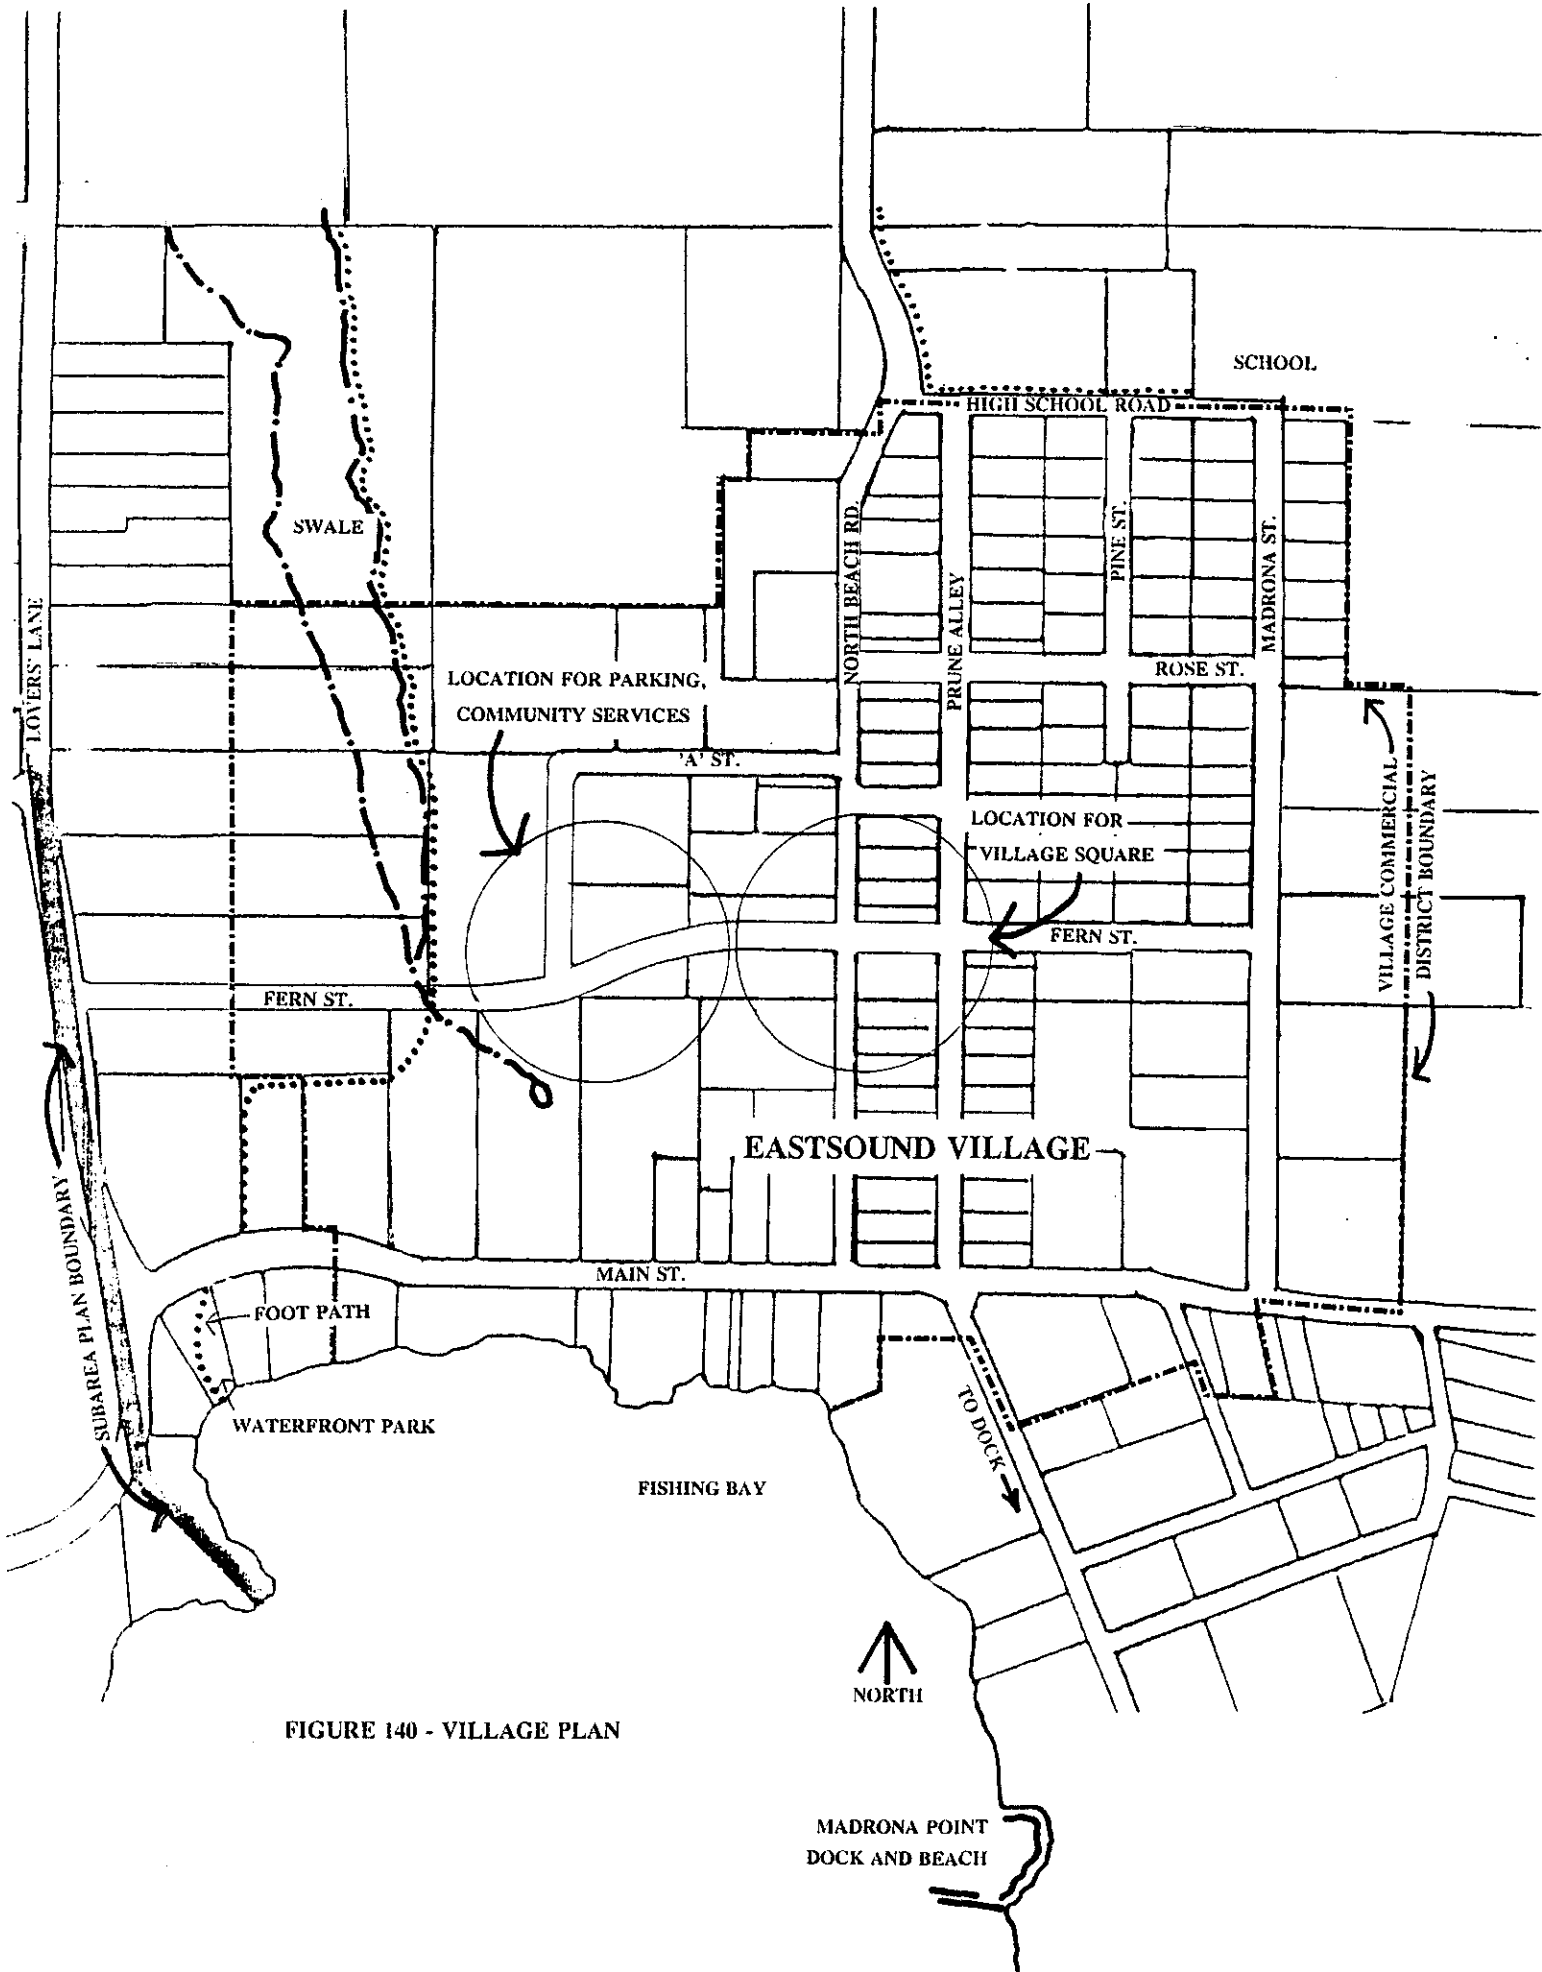 SCHOOL
HIGH SCHOOL ROAD
SWALE
NORTH BEACH RD.
PRUNE ALLEY
PINE ST.
MADRONA ST.
LOVERS' LANE
ROSE ST.
LOCATION FOR PARKING,
COMMUNITY SERVICES
'A' ST.
LOCATION FOR
VILLAGE SQUARE
VILLAGE COMMERCIAL
DISTRICT BOUNDARY
FERN ST.
FERN ST.
EASTSOUND VILLAGE
SUBAREA PLAN BOUNDARY
MAIN ST.
FOOT PATH
WATERFRONT PARK
TO DOCK
FISHING BAY
NORTH
FIGURE 140 - VILLAGE PLAN
MADRONA POINT
DOCK AND BEACH